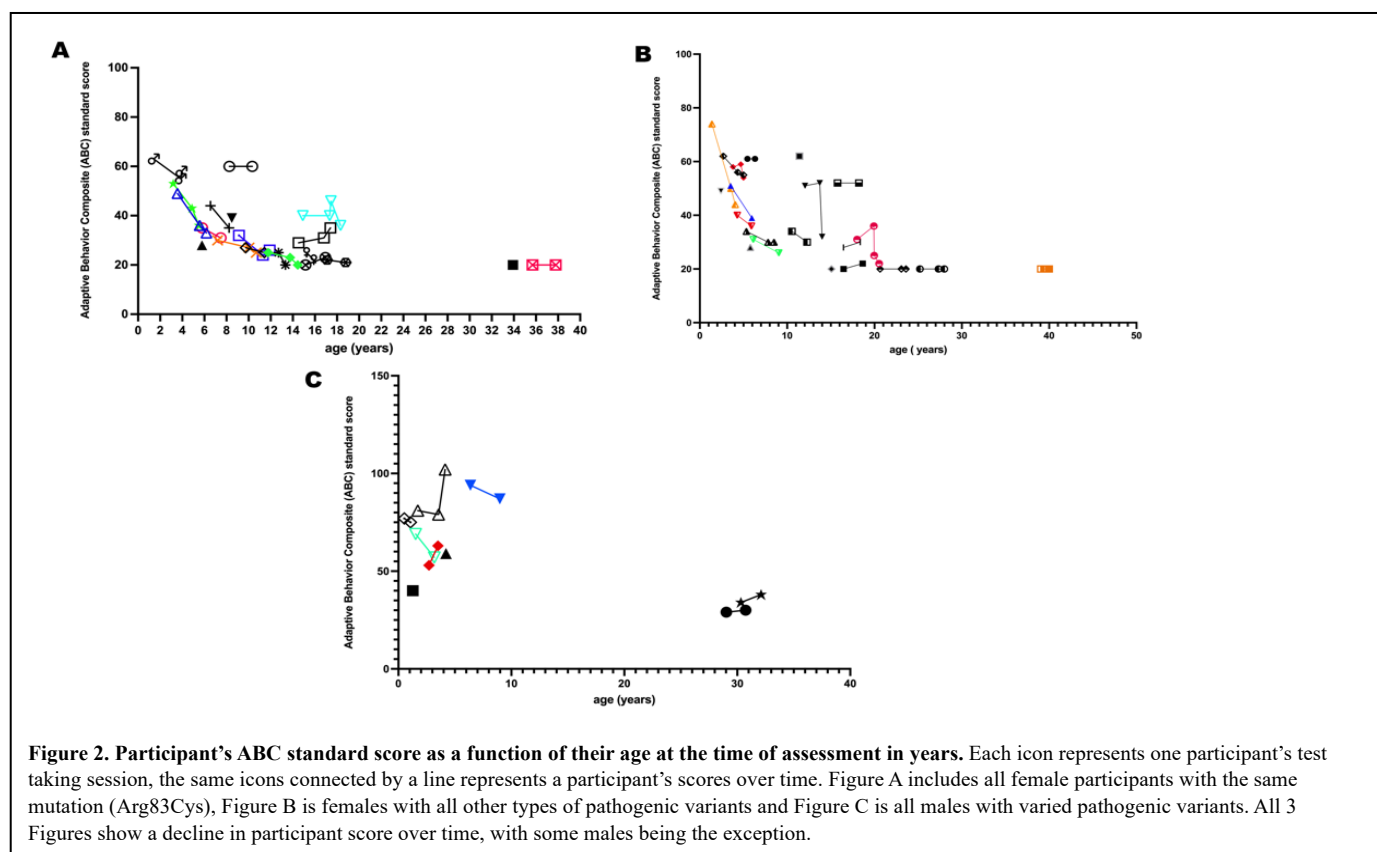 A
B
Adaptive Behavior Composite (ABC) standard score
100
80
60
40
20
0
0 2 4 6 8 10 12 14 16 18 20 22 24 26 28 30 32 34 36 38 40
age (years)
Adaptive Behavior Composite (ABC) standard score
100
80
60
40
20
0
0 10 20 30 40 50
age ( years)
C
Adaptive Behavior Composite (ABC) standard score
150
100
50
0
0 10 20 30 40
age (years)
Figure 2. Participant’s ABC standard score as a function of their age at the time of assessment in years. Each icon represents one participant’s test
taking session, the same icons connected by a line represents a participant’s scores over time. Figure A includes all female participants with the same
mutation (Arg83Cys), Figure B is females with all other types of pathogenic variants and Figure C is all males with varied pathogenic variants. All 3
Figures show a decline in participant score over time, with some males being the exception.